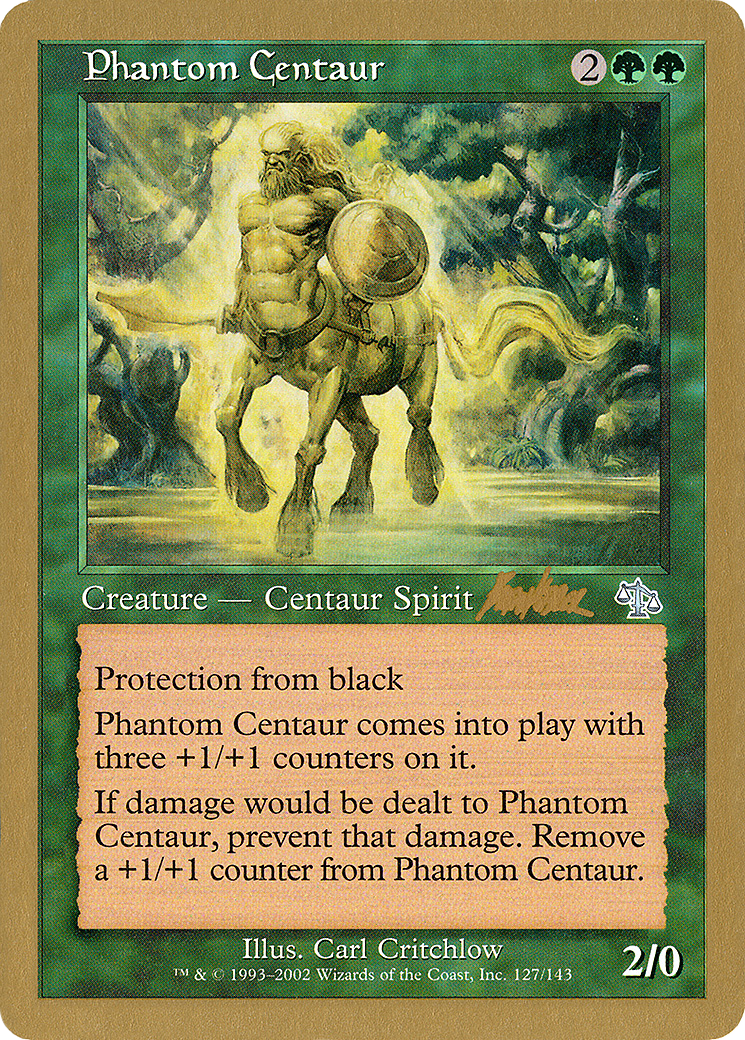 Phantom Centaur 2
Creature — Centaur Spirit
Protection from black
Phantom Centaur comes into play with
three +1/+1 counters on it.
If damage would be dealt to Phantom
Centaur, prevent that damage. Remove
a +1/+1 counter from Phantom Centaur.
Illus. Carl Critchlow
™ & © 1993–2002 Wizards of the Coast, Inc. 127/143
2/0